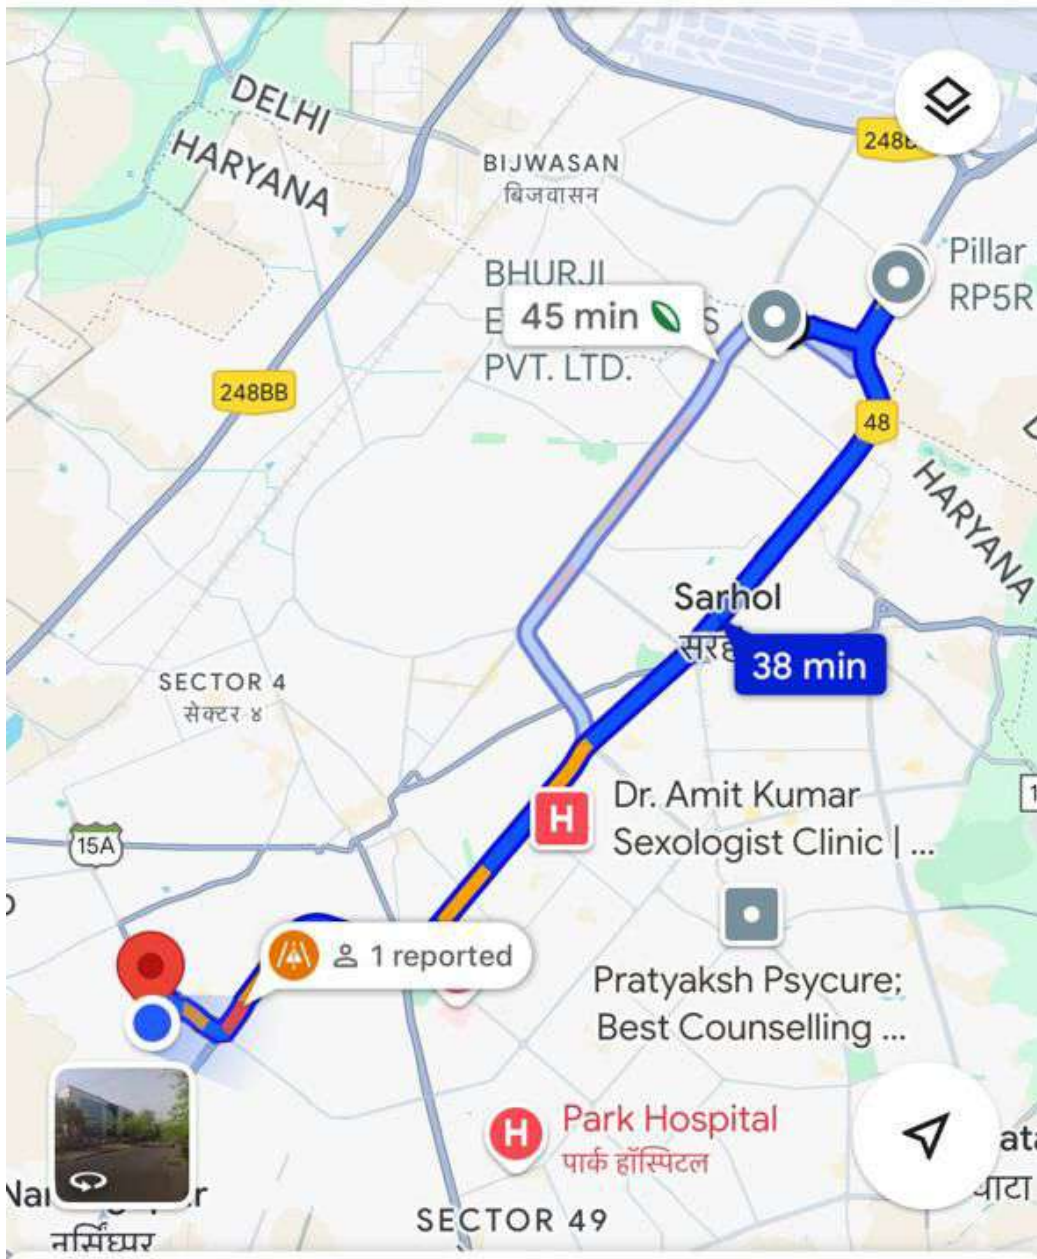 DELHI
HARYANA
BIJWASAN
बिजवासन
248B
Pillar
RP5R
BHURJI
45 min
PVT. LTD.
248BB
48
HARYANA
Sarhol
38 min
SECTOR 4
सेक्टर ४
H
Dr. Amit Kumar
Sexologist Clinic | ...
15A
1 reported
Pratyaksh Psycure;
Best Counselling ...
H
Park Hospital
पार्क हॉस्पिटल
SECTOR 49
नर्सिंघपुर